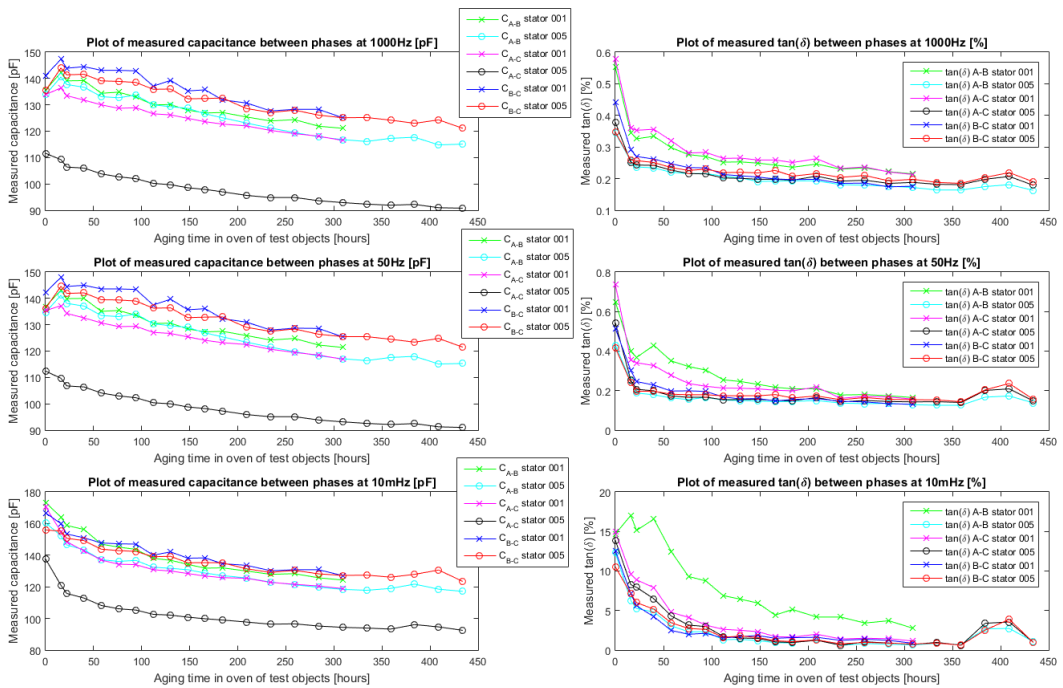 Plot of measured capacitance between phases at 1000Hz [pF]
Measured capacitance [pF]
150
140
130
120
110
100
90
0 50 100 150 200 250 300 350 400 450
Aging time in oven of test objects [hours]
C_A-B stator 001
C_A-B stator 005
C_A-C stator 001
C_A-C stator 005
C_B-C stator 001
C_B-C stator 005
Plot of measured tan(δ) between phases at 1000Hz [%]
Measured tan(δ) [%]
0.6
0.5
0.4
0.3
0.2
0.1
0 50 100 150 200 250 300 350 400 450
Aging time in oven of test objects [hours]
tan(δ) A-B stator 001
tan(δ) A-B stator 005
tan(δ) A-C stator 001
tan(δ) A-C stator 005
tan(δ) B-C stator 001
tan(δ) B-C stator 005
Plot of measured capacitance between phases at 50Hz [pF]
Measured capacitance [pF]
150
140
130
120
110
100
90
0 50 100 150 200 250 300 350 400 450
Aging time in oven of test objects [hours]
C_A-B stator 001
C_A-B stator 005
C_A-C stator 001
C_A-C stator 005
C_B-C stator 001
C_B-C stator 005
Plot of measured tan(δ) between phases at 50Hz [%]
Measured tan(δ) [%]
0.8
0.6
0.4
0.2
0
0 50 100 150 200 250 300 350 400 450
Aging time in oven of test objects [hours]
tan(δ) A-B stator 001
tan(δ) A-B stator 005
tan(δ) A-C stator 001
tan(δ) A-C stator 005
tan(δ) B-C stator 001
tan(δ) B-C stator 005
Plot of measured capacitance between phases at 10mHz [pF]
Measured capacitance [pF]
180
160
140
120
100
80
0 50 100 150 200 250 300 350 400 450
Aging time in oven of test objects [hours]
C_A-B stator 001
C_A-B stator 005
C_A-C stator 001
C_A-C stator 005
C_B-C stator 001
C_B-C stator 005
Plot of measured tan(δ) between phases at 10mHz [%]
Measured tan(δ) [%]
20
15
10
5
0
0 50 100 150 200 250 300 350 400 450
Aging time in oven of test objects [hours]
tan(δ) A-B stator 001
tan(δ) A-B stator 005
tan(δ) A-C stator 001
tan(δ) A-C stator 005
tan(δ) B-C stator 001
tan(δ) B-C stator 005